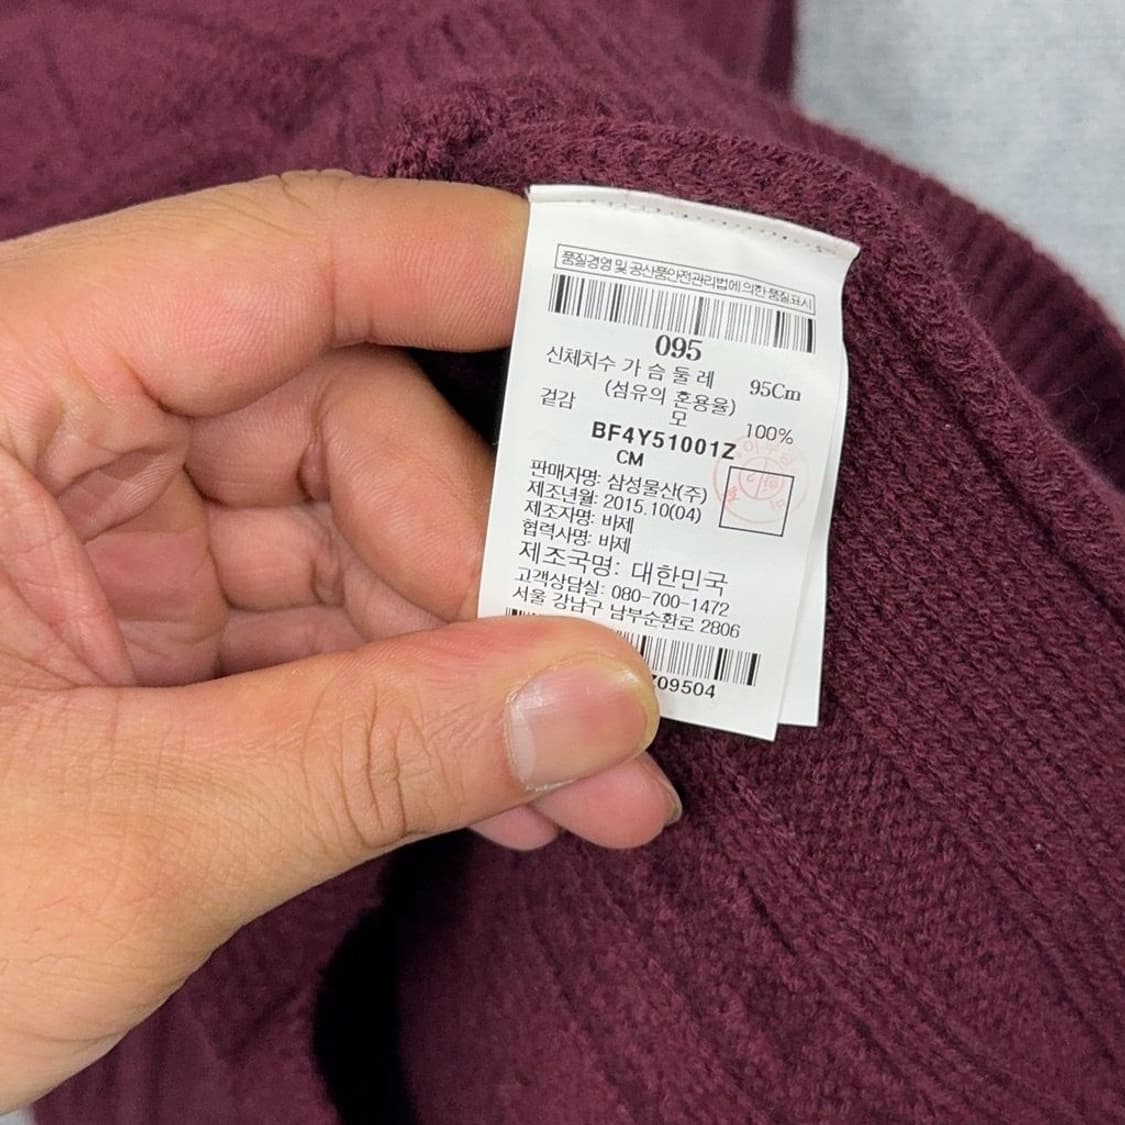 품질경영 및 공산품안전관리법에 의한 품질표시
095
신체치수 가슴둘레 95Cm
(섬유의 혼용율)
겉감 모 100%
BF4Y51001Z
CM
판매자명: 삼성물산(주)
제조년월: 2015.10(04)
제조자명: 바제
협력사명: 바제
제조국명: 대한민국
고객상담실: 080-700-1472
서울 강남구 남부순환로 2806
09504